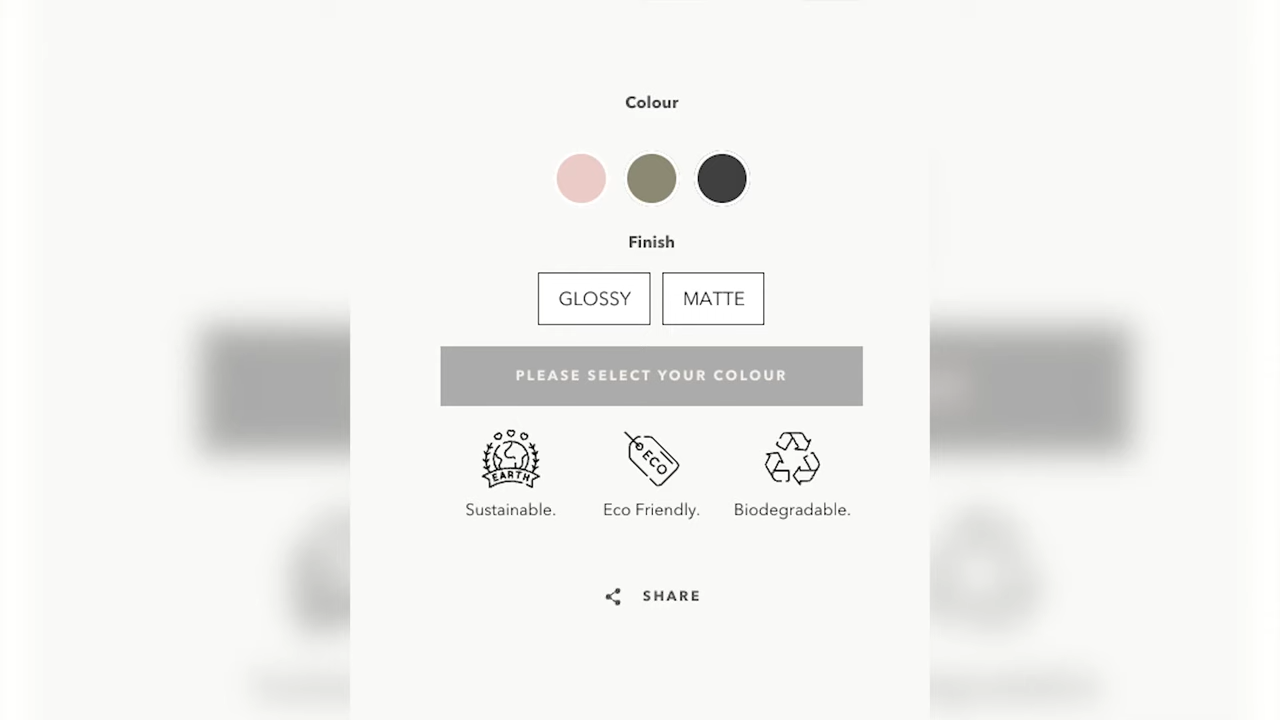 Colour
Finish
GLOSSY MATTE
PLEASE SELECT YOUR COLOUR
EARTH ECO
Sustainable. Eco Friendly. Biodegradable.
SHARE